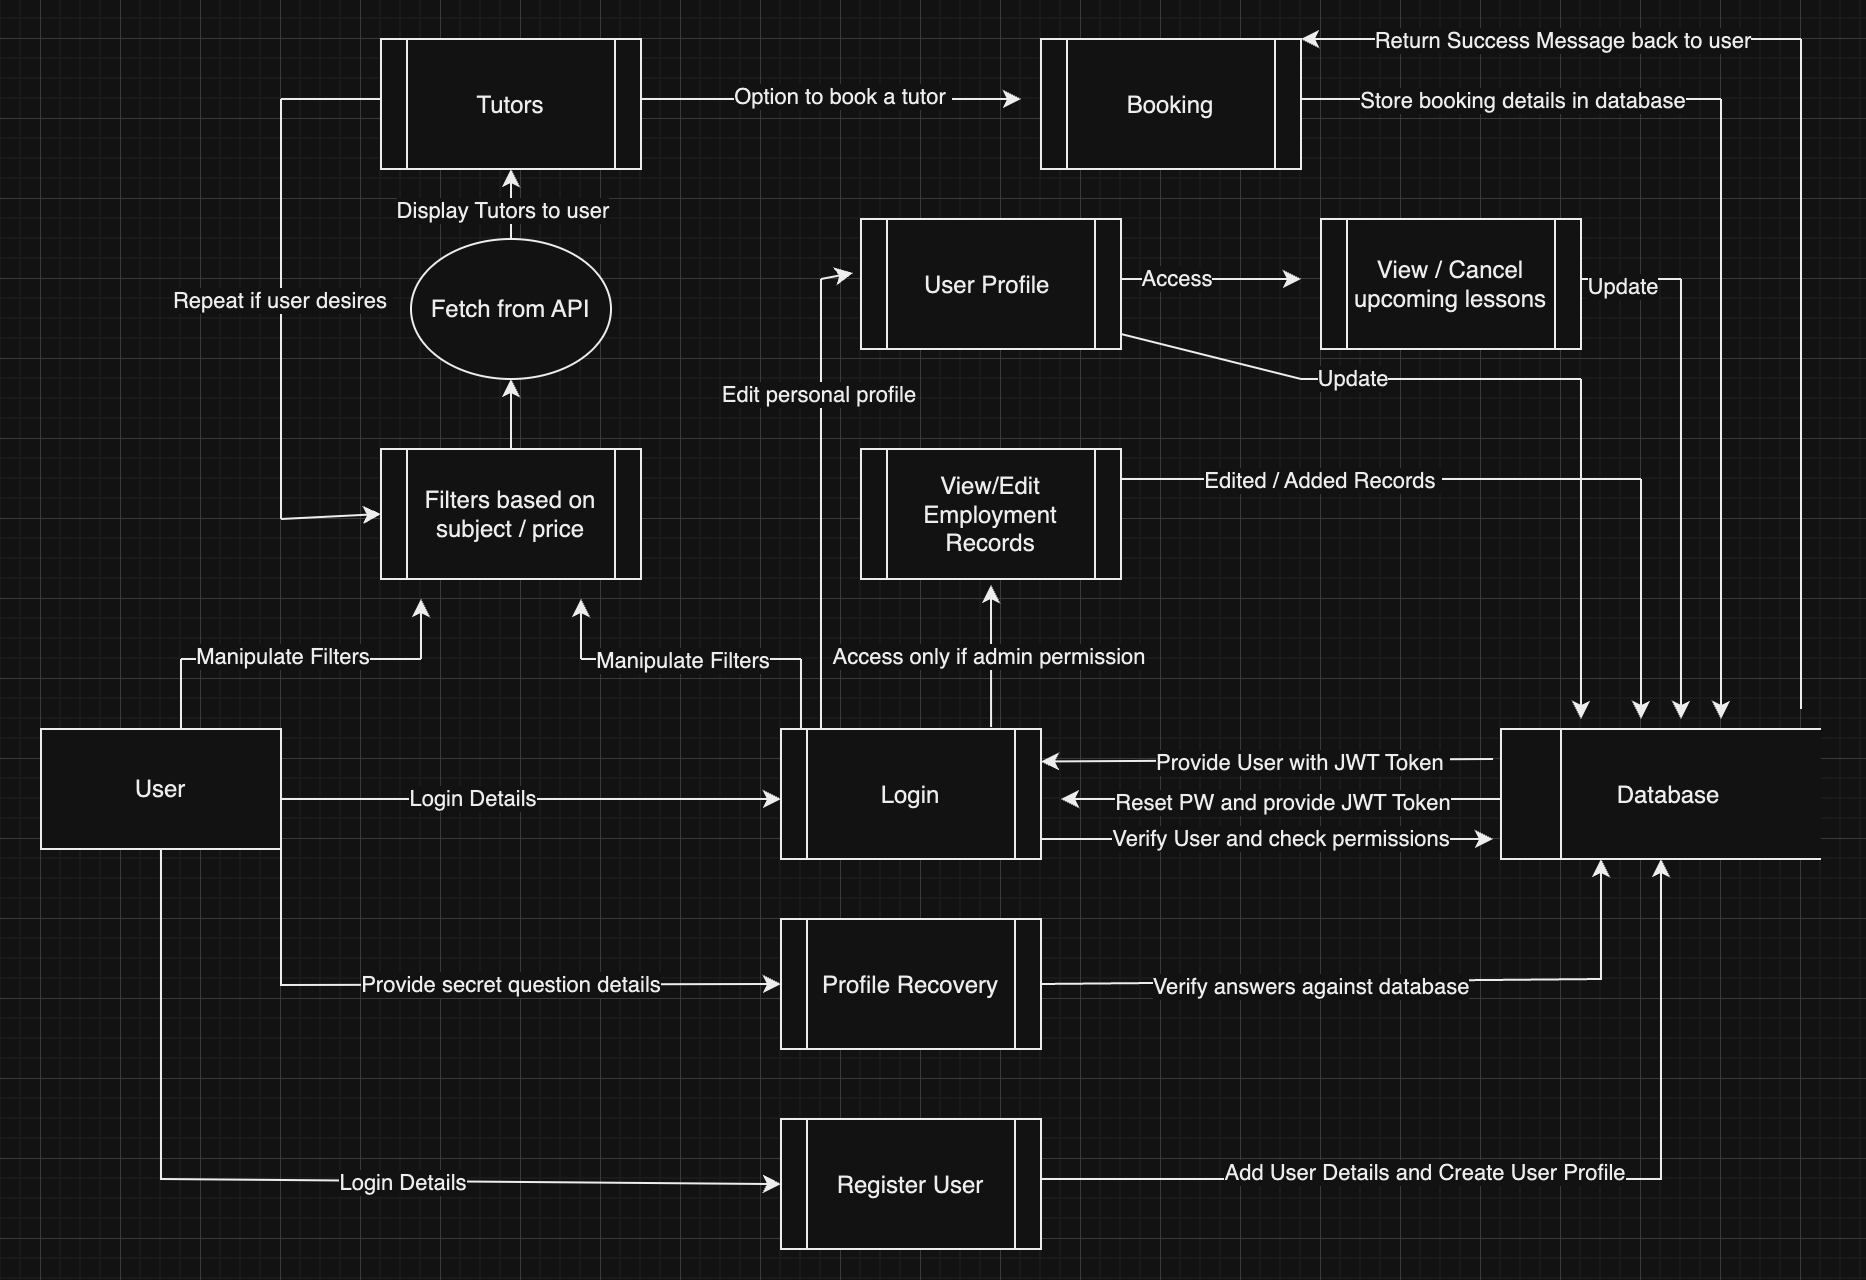 Return Success Message back to user
Tutors
Option to book a tutor
Booking
Store booking details in database
Display Tutors to user
User Profile
Access
View / Cancel
upcoming lessons
Update
Repeat if user desires
Fetch from API
Update
Edit personal profile
Filters based on
subject / price
View/Edit
Employment
Records
Edited / Added Records
Manipulate Filters
Manipulate Filters
Access only if admin permission
User
Login Details
Login
Provide User with JWT Token
Reset PW and provide JWT Token
Verify User and check permissions
Database
Provide secret question details
Profile Recovery
Verify answers against database
Login Details
Register User
Add User Details and Create User Profile